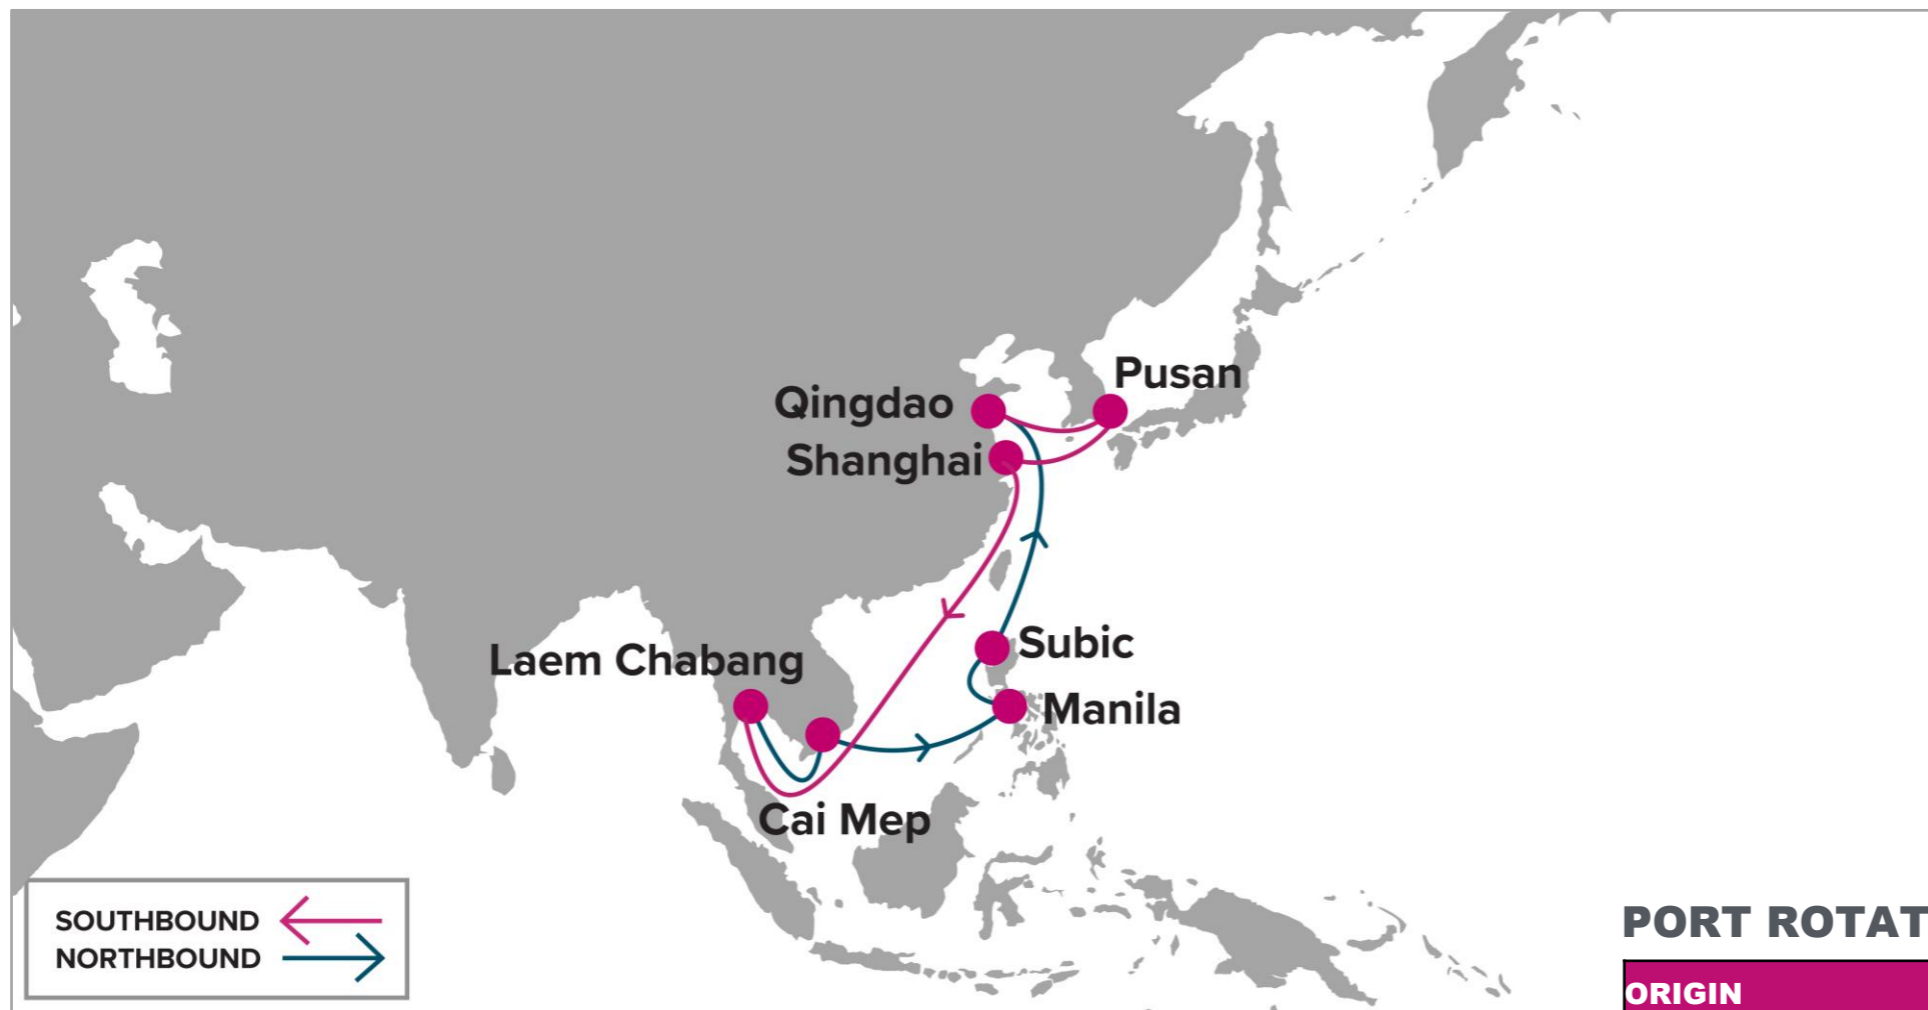 Pusan
Qingdao
Shanghai
Subic
Laem Chabang
Manila
Cai Mep
SOUTHBOUND
NORTHBOUND
PORT ROTAT
ORIGIN